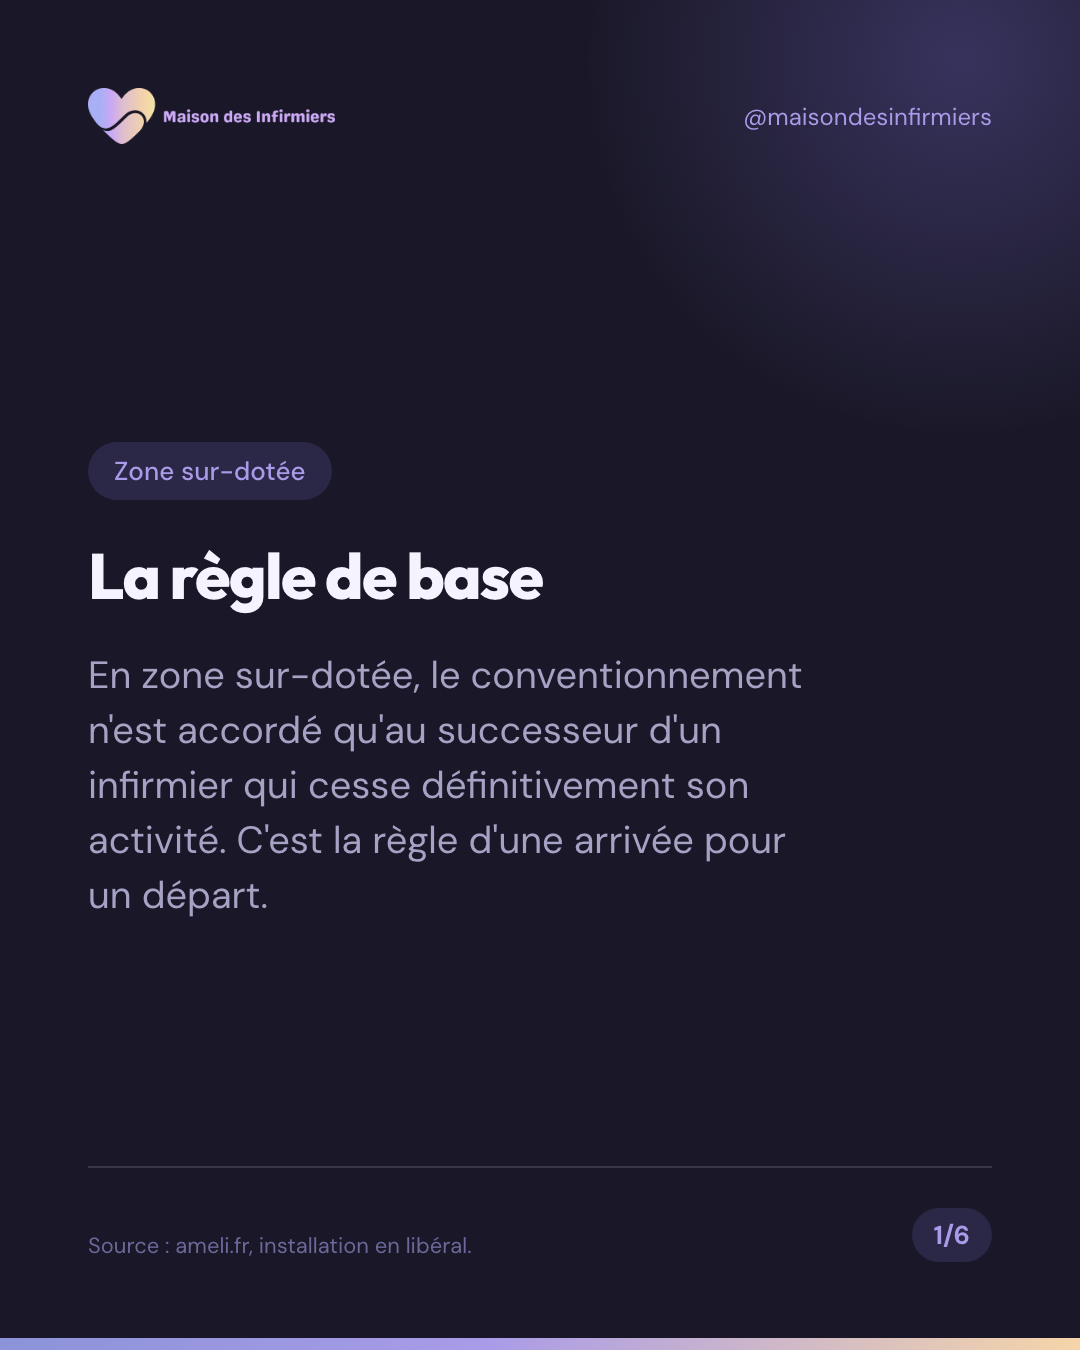 Maison des Infirmiers
@maisondesinfirmiers
Zone sur-dotée
La règle de base
En zone sur-dotée, le conventionnement
n'est accordé qu'au successeur d'un
infirmier qui cesse définitivement son
activité. C'est la règle d'une arrivée pour
un départ.
Source : ameli.fr, installation en libéral.
1/6